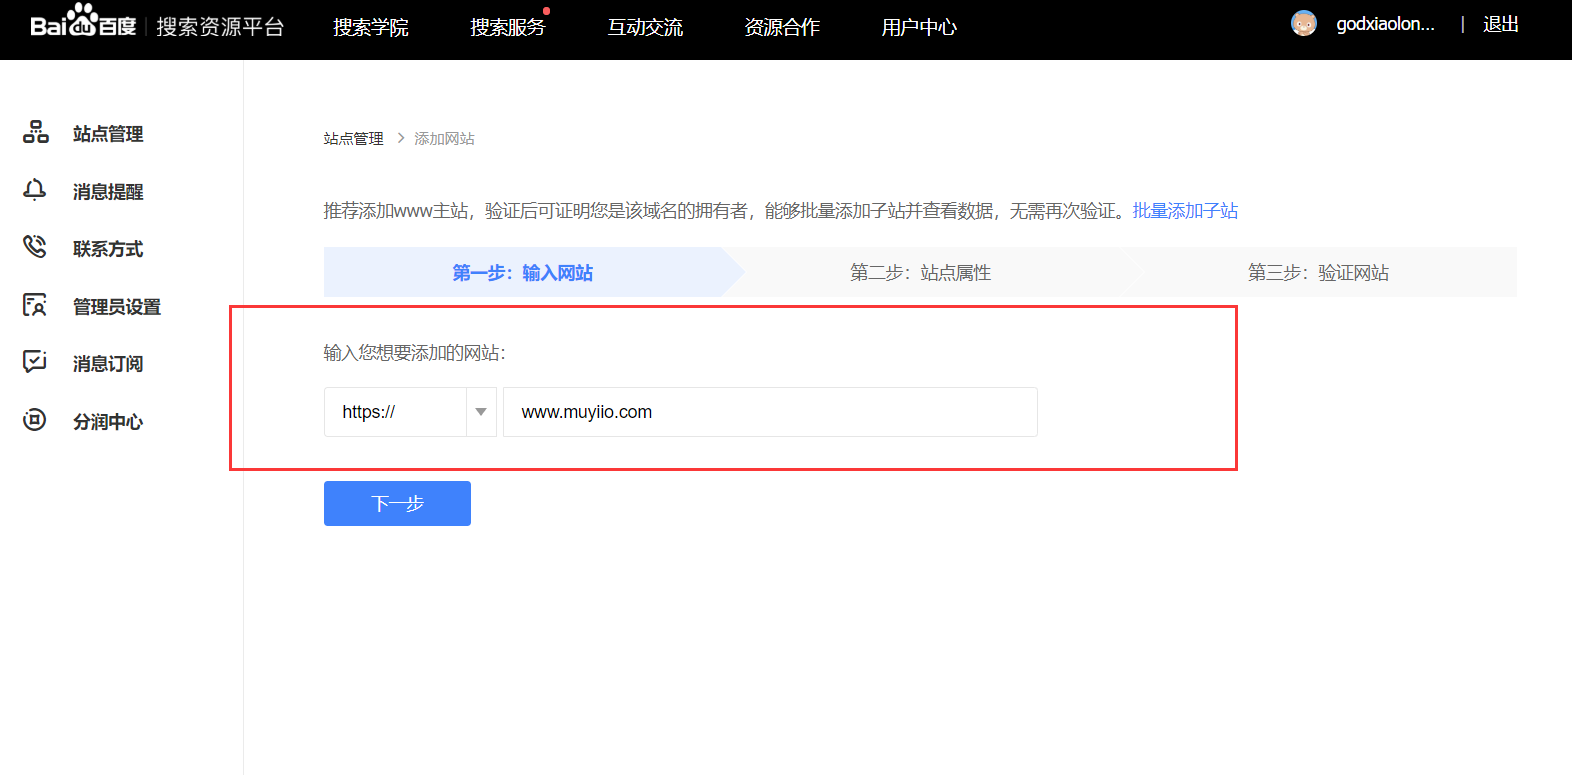 Bai du 百度 | 搜索资源平台 搜索学院 搜索服务 互动交流 资源合作 用户中心 godxiaolon... | 退出
站点管理
消息提醒
联系方式
管理员设置
消息订阅
分润中心
站点管理 > 添加网站
推荐添加www主站，验证后可证明您是该域名的拥有者，能够批量添加子站并查看数据，无需再次验证。批量添加子站
第一步：输入网站 第二步：站点属性 第三步：验证网站
输入您想要添加的网站：
https:// www.muyiio.com
下一步